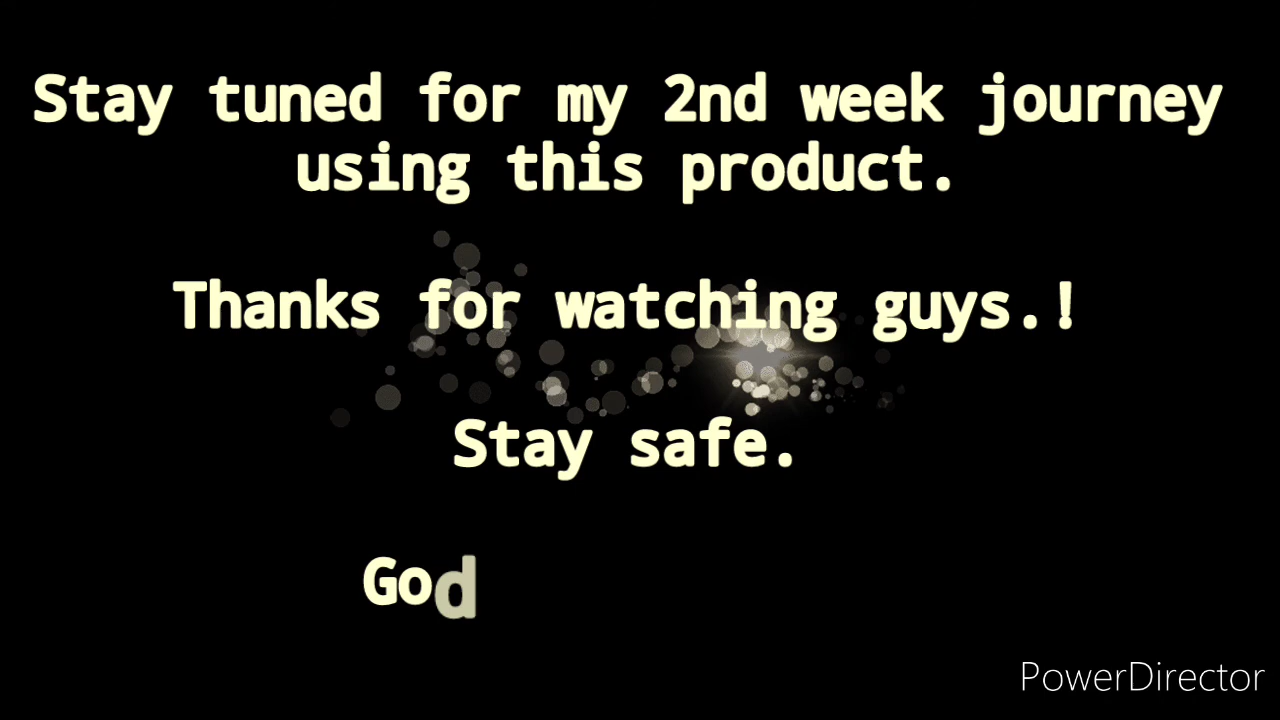 Stay tuned for my 2nd week journey
using this product.
Thanks for watching guys.!
Stay safe.
God
PowerDirector